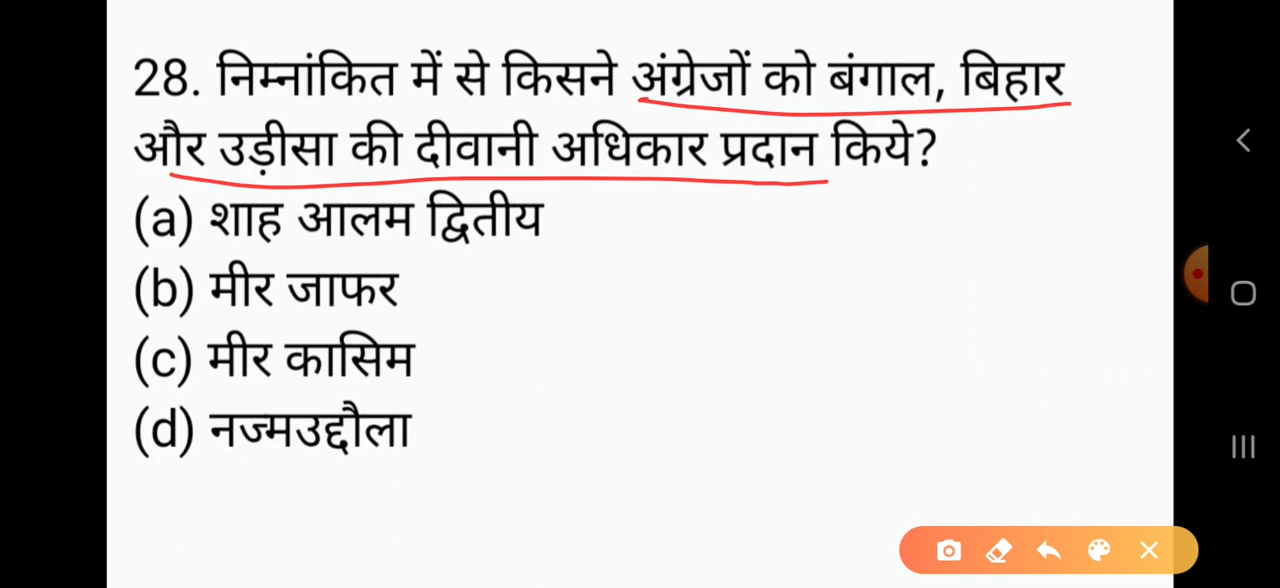 28. निम्नांकित में से किसने अंग्रेजों को बंगाल, बिहार
और उड़ीसा की दीवानी अधिकार प्रदान किये?
(a) शाह आलम द्वितीय
(b) मीर जाफर
(c) मीर कासिम
(d) नज्मउद्दौला